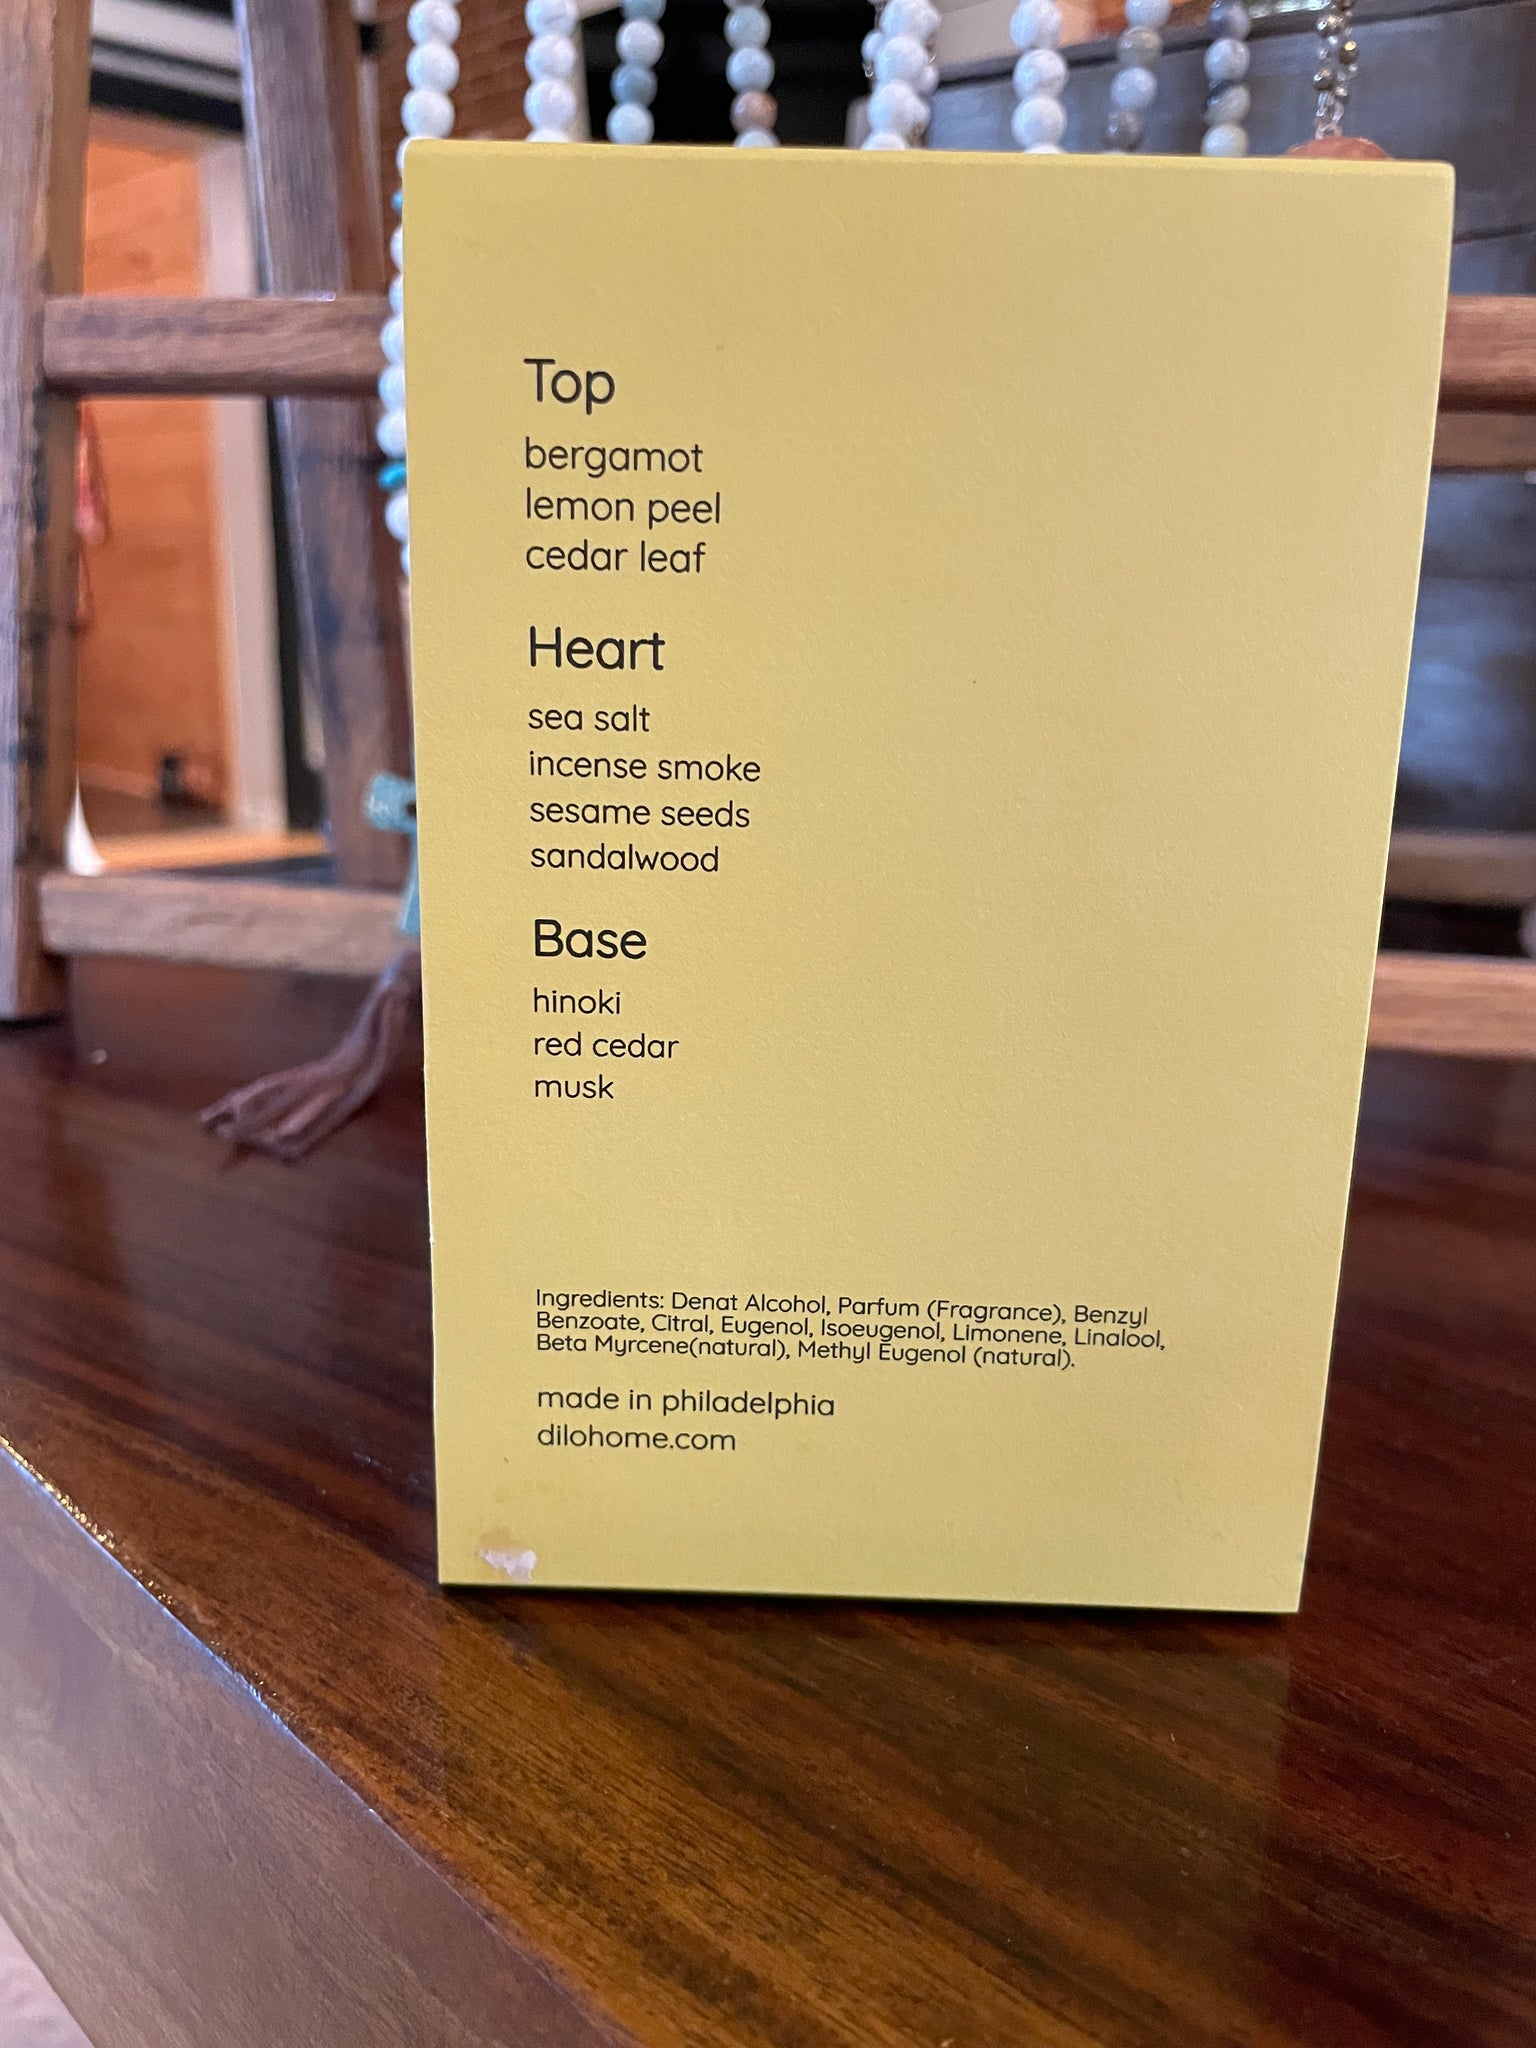 Top
bergamot
lemon peel
cedar leaf
Heart
sea salt
incense smoke
sesame seeds
sandalwood
Base
hinoki
red cedar
musk
Ingredients: Denat Alcohol, Parfum (Fragrance), Benzyl
Benzoate, Citral, Eugenol, Isoeugenol, Limonene, Linalool,
Beta Myrcene(natural), Methyl Eugenol (natural).
made in philadelphia
dilohome.com